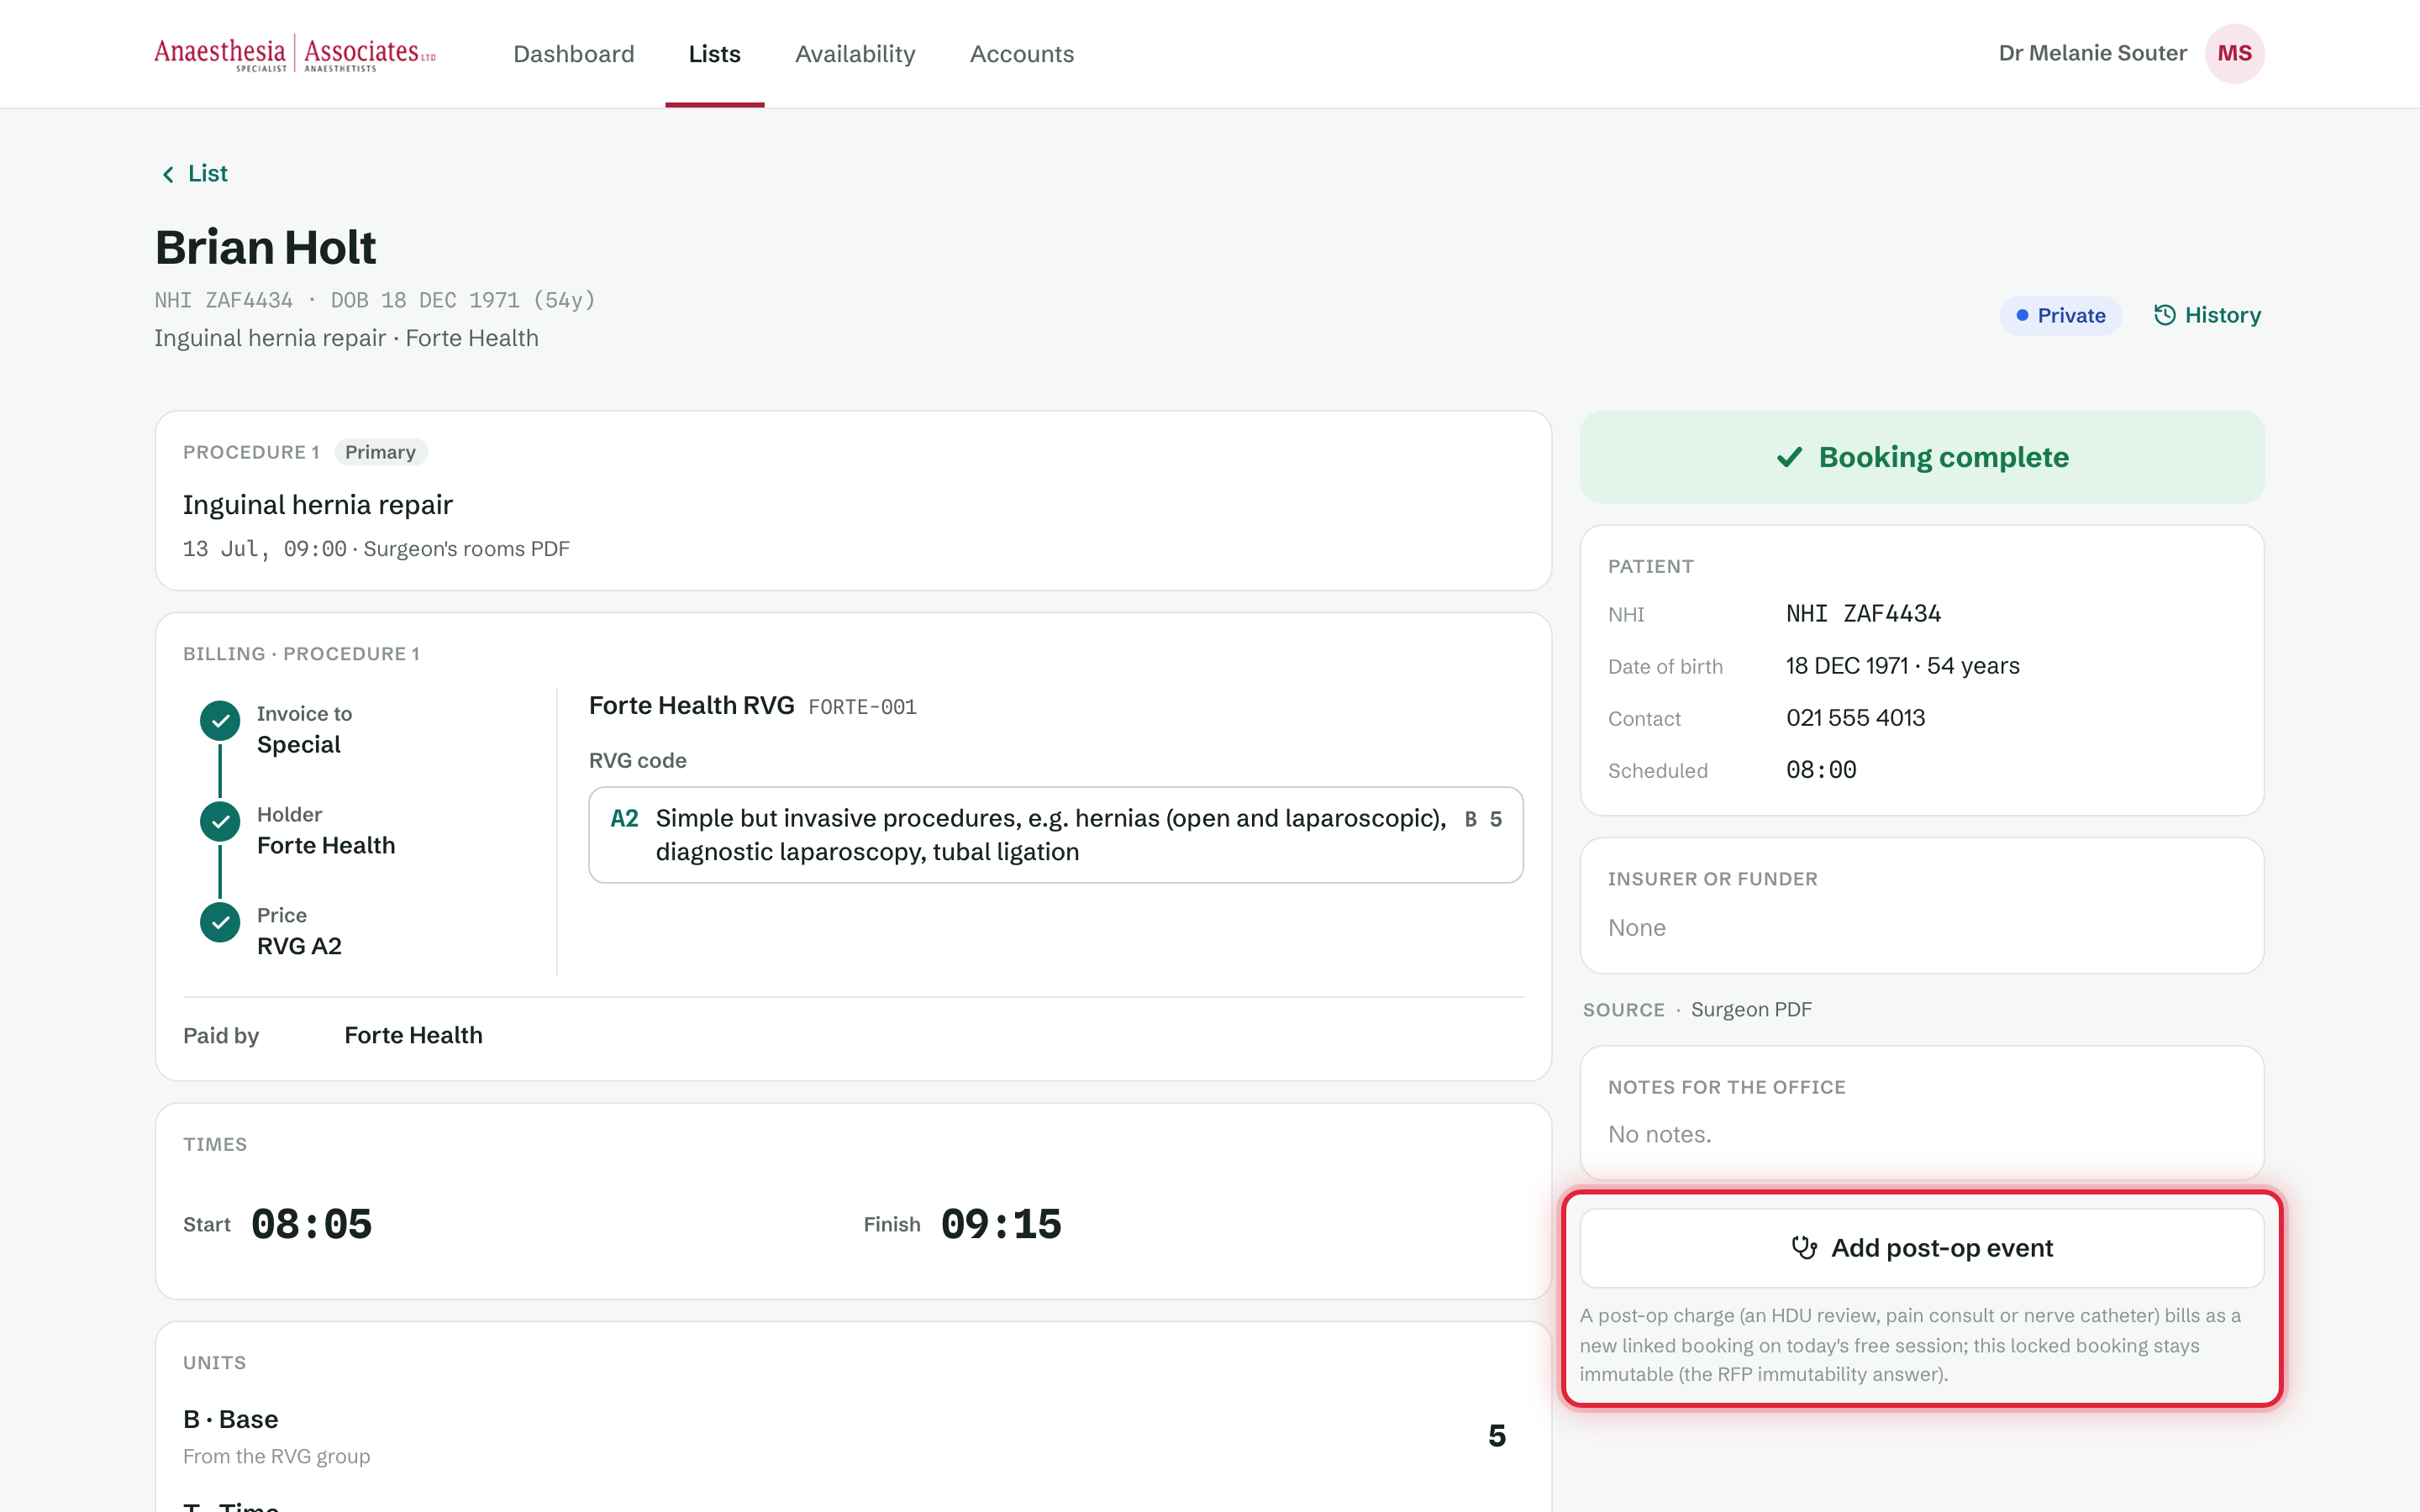 Anaesthesia | Associates LTD
SPECIALIST ANAESTHETISTS
Dashboard
Lists
Availability
Accounts
Dr Melanie Souter
MS
List
Brian Holt
NHI ZAF4434 · DOB 18 DEC 1971 (54y)
Inguinal hernia repair · Forte Health
Private
History
PROCEDURE 1 Primary
Inguinal hernia repair
13 Jul, 09:00 · Surgeon's rooms PDF
BILLING · PROCEDURE 1
Invoice to
Special
Holder
Forte Health
Price
RVG A2
Forte Health RVG FORTE-001
RVG code
A2 Simple but invasive procedures, e.g. hernias (open and laparoscopic), B 5
diagnostic laparoscopy, tubal ligation
Paid by Forte Health
TIMES
Start 08:05
Finish 09:15
UNITS
B · Base
From the RVG group
5
T · Time
Booking complete
PATIENT
NHI NHI ZAF4434
Date of birth 18 DEC 1971 · 54 years
Contact 021 555 4013
Scheduled 08:00
INSURER OR FUNDER
None
SOURCE · Surgeon PDF
NOTES FOR THE OFFICE
No notes.
Add post-op event
A post-op charge (an HDU review, pain consult or nerve catheter) bills as a
new linked booking on today's free session; this locked booking stays
immutable (the RFP immutability answer).